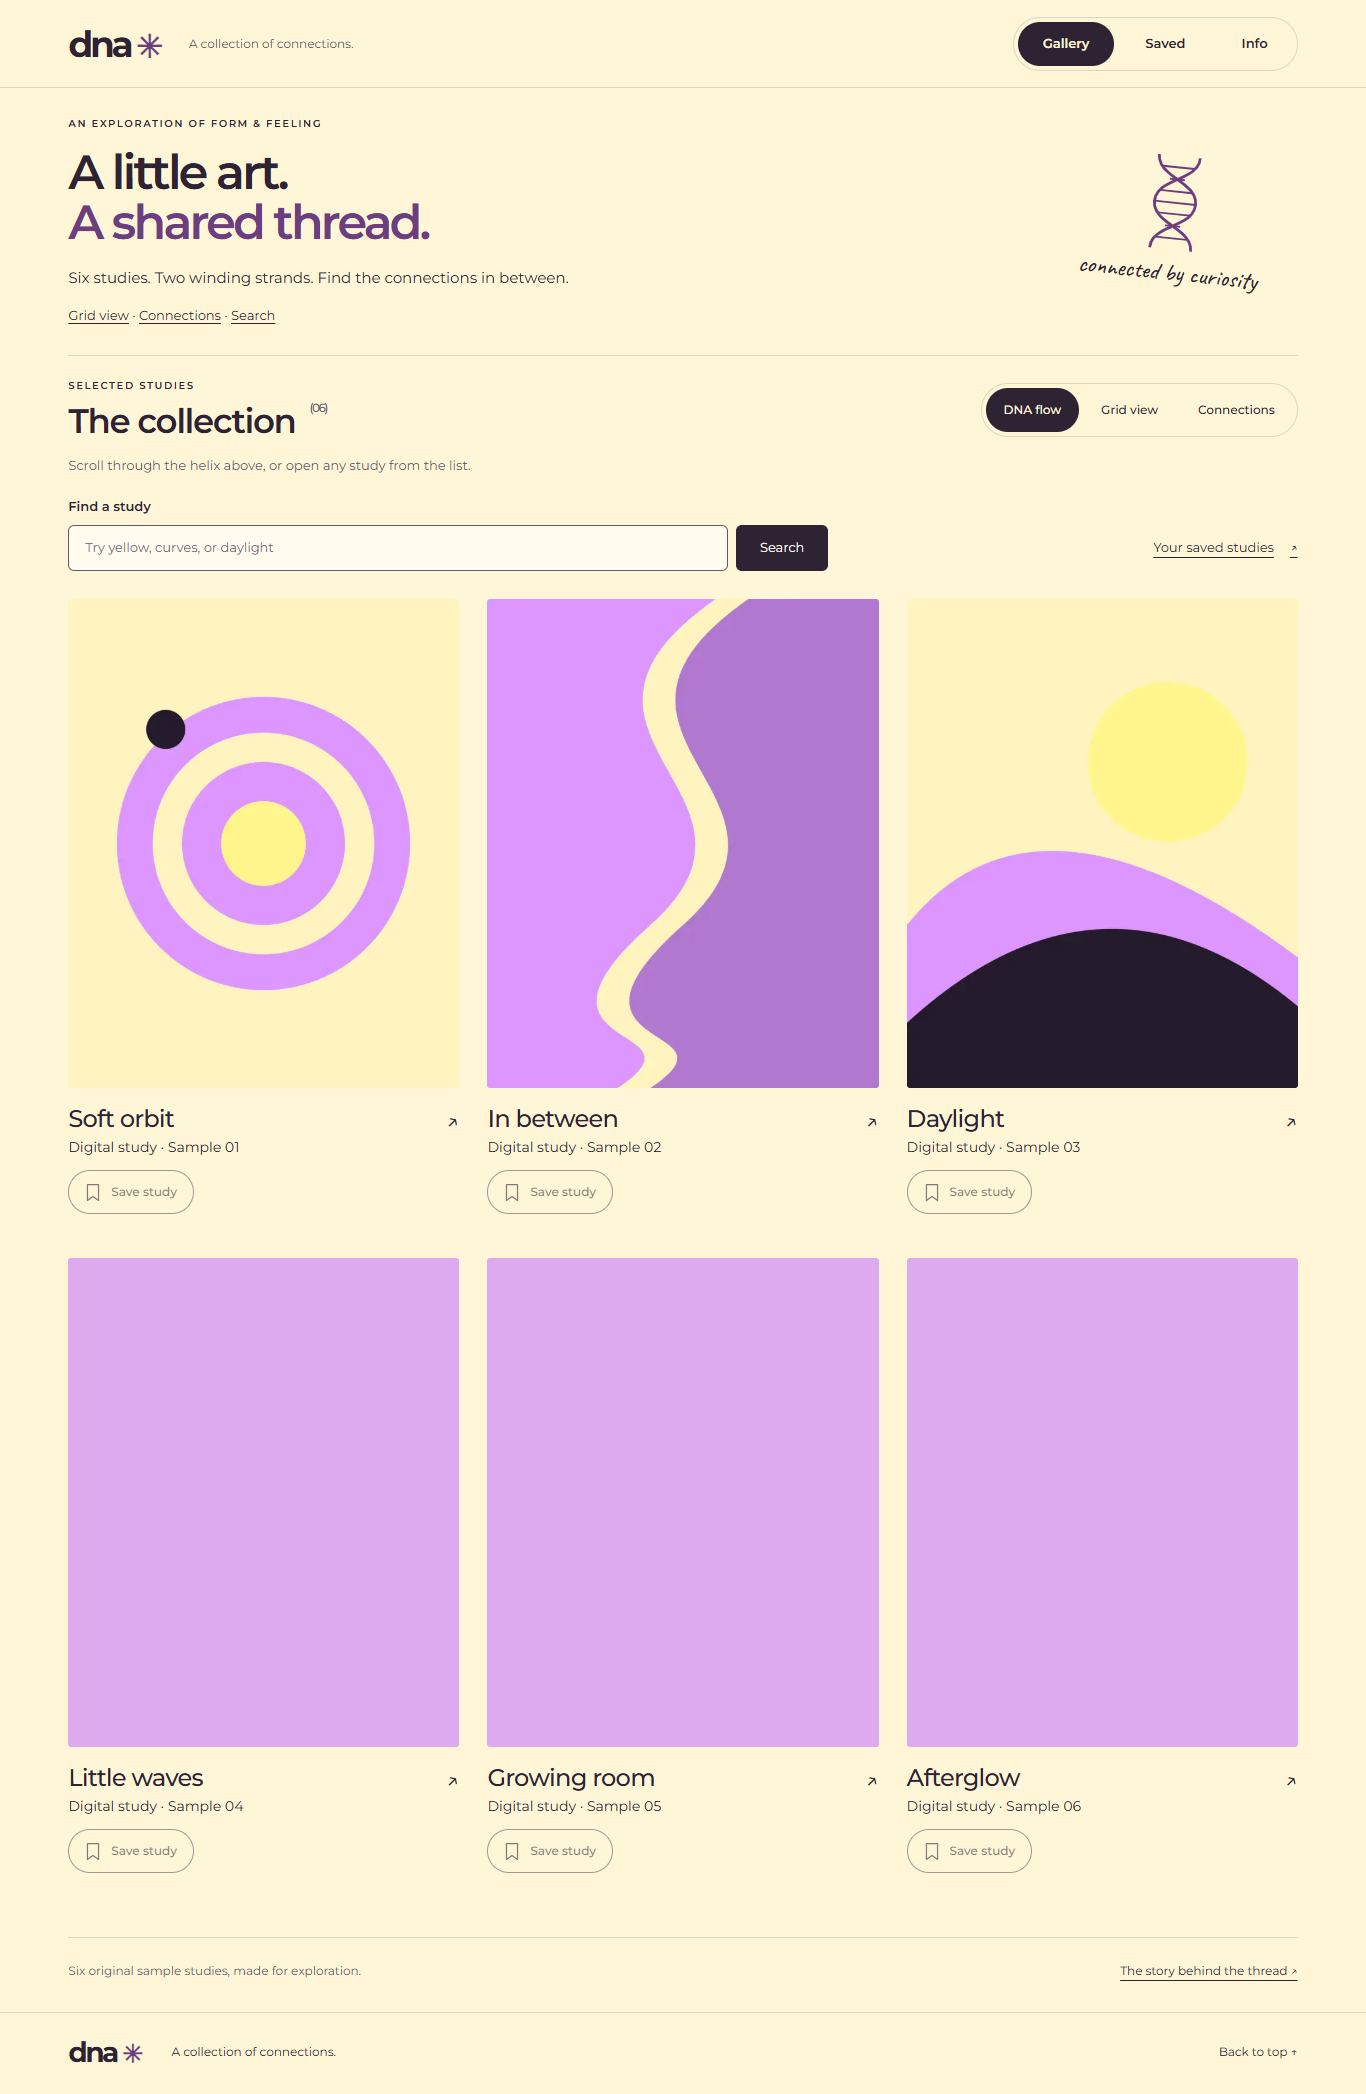 dna
A collection of connections.
Gallery
Saved
Info
AN EXPLORATION OF FORM & FEELING
A little art.
A shared thread.
Six studies. Two winding strands. Find the connections in between.
Grid view · Connections · Search
connected by curiosity
SELECTED STUDIES
The collection (06)
DNA flow
Grid view
Connections
Scroll through the helix above, or open any study from the list.
Find a study
Try yellow, curves, or daylight
Search
Your saved studies ↗
Soft orbit ↗
Digital study · Sample 01
Save study
In between ↗
Digital study · Sample 02
Save study
Daylight ↗
Digital study · Sample 03
Save study
Little waves ↗
Digital study · Sample 04
Save study
Growing room ↗
Digital study · Sample 05
Save study
Afterglow ↗
Digital study · Sample 06
Save study
Six original sample studies, made for exploration.
The story behind the thread ↗
dna
A collection of connections.
Back to top ↑